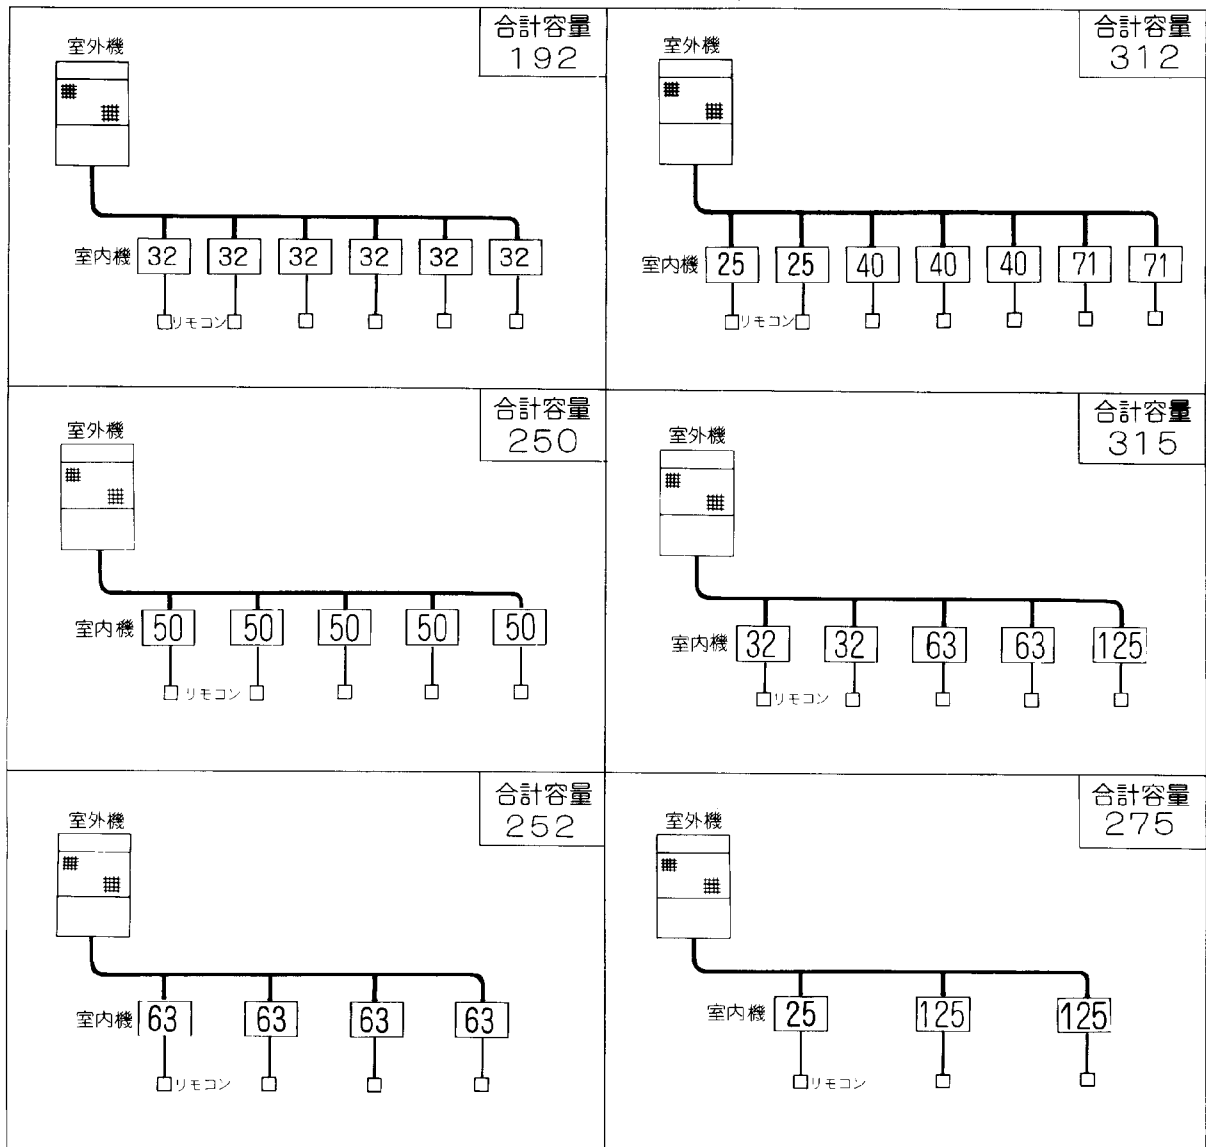 合計容量
192
室外機
室内機 32 32 32 32 32 32
リモコン
合計容量
312
室外機
室内機 25 25 40 40 40 71 71
リモコン
合計容量
250
室外機
室内機 50 50 50 50 50
リモコン
合計容量
315
室外機
室内機 32 32 63 63 125
リモコン
合計容量
252
室外機
室内機 63 63 63 63
リモコン
合計容量
275
室外機
室内機 25 125 125
リモコン